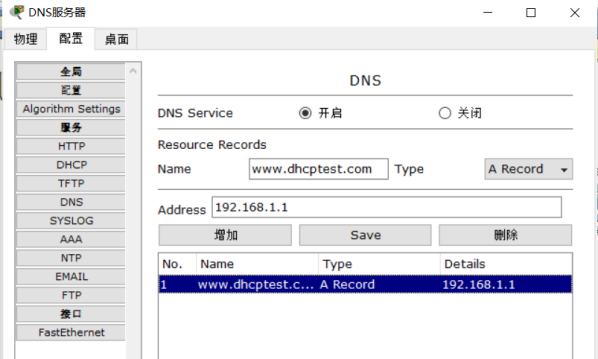 DNS服务器
物理 配置 桌面
全局
配置
Algorithm Settings
服务
HTTP
DHCP
TFTP
DNS
SYSLOG
AAA
NTP
EMAIL
FTP
接口
FastEthernet
DNS
DNS Service 开启 关闭
Resource Records
Name www.dhcptest.com Type A Record
Address 192.168.1.1
增加 Save 删除
No. Name Type Details
1 www.dhcptest.c... A Record 192.168.1.1